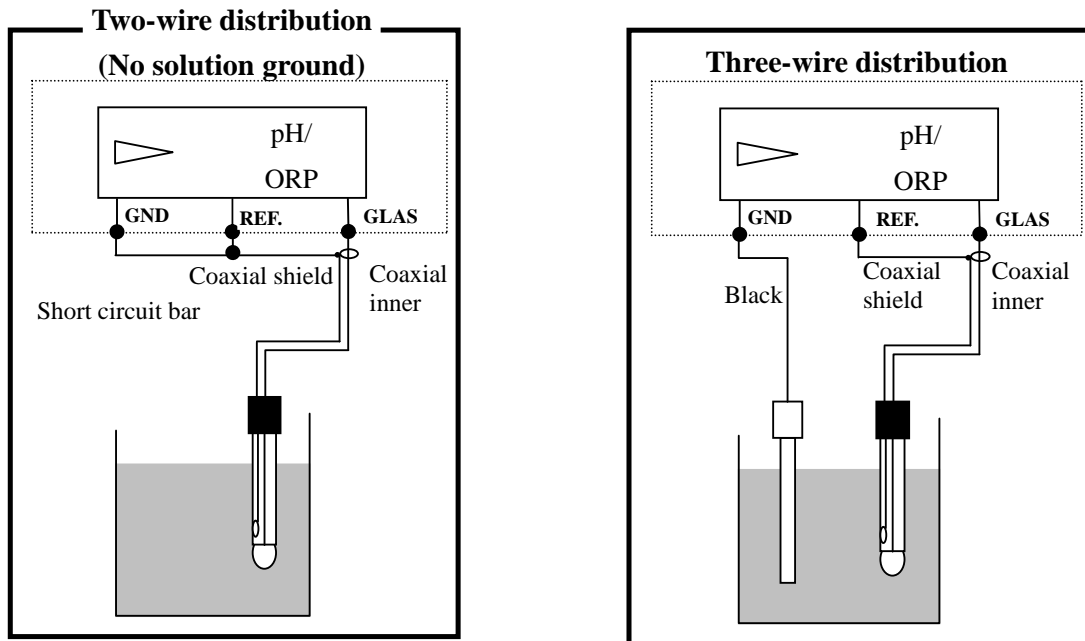 Two-wire distribution
(No solution ground)
pH/
ORP
GND
REF.
GLAS
Coaxial shield
Coaxial
inner
Short circuit bar
Three-wire distribution
pH/
ORP
GND
REF.
GLAS
Black
Coaxial
shield
Coaxial
inner